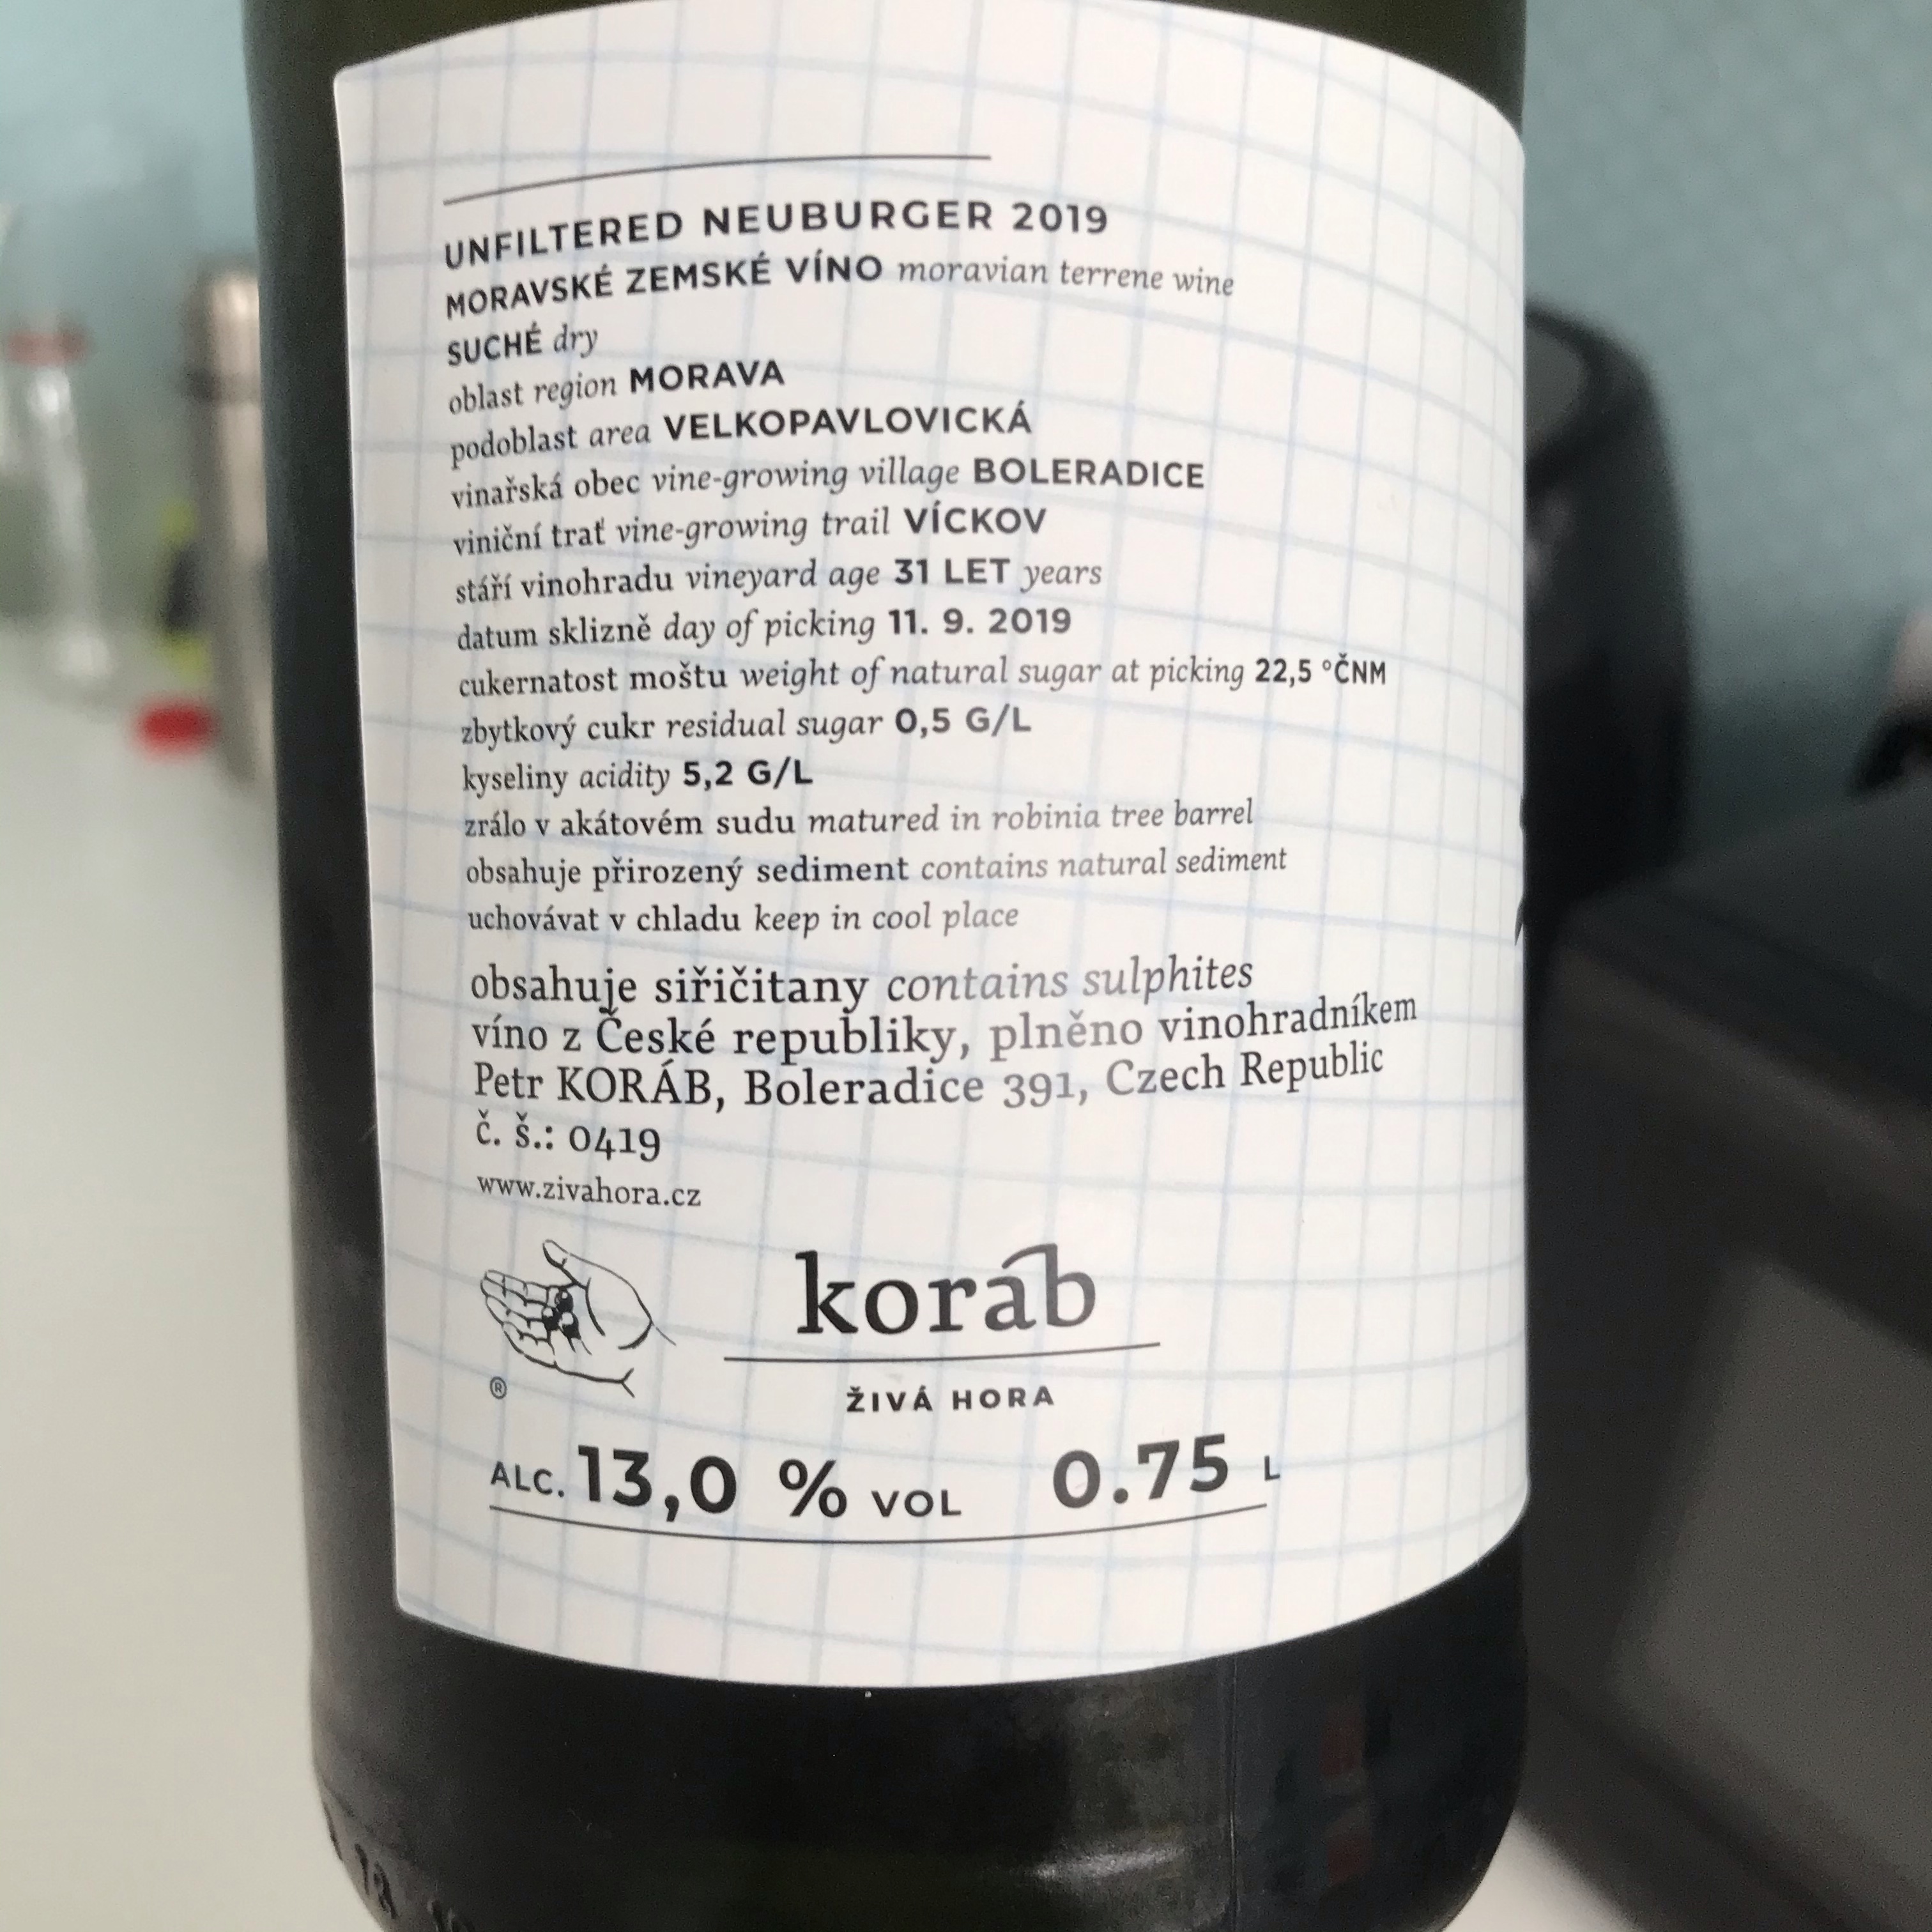 UNFILTERED NEUBURGER 2019
MORAVSKÉ ZEMSKÉ VÍNO moravian terrene wine
SUCHÉ dry
oblast region MORAVA
podoblast area VELKOPAVLOVICKÁ
vinařská obec vine-growing village BOLERADICE
viniční trať vine-growing trail VÍCKOV
stáří vinohradu vineyard age 31 LET years
datum sklizně day of picking 11. 9. 2019
cukernatost moštu weight of natural sugar at picking 22,5 °ČNM
zbytkový cukr residual sugar 0,5 G/L
kyseliny acidity 5,2 G/L
zrálo v akátovém sudu matured in robinia tree barrel
obsahuje přirozený sediment contains natural sediment
uchovávat v chladu keep in cool place
obsahuje siřičitany contains sulphites
víno z České republiky, plněno vinohradníkem
Petr KORÁB, Boleradice 391, Czech Republic
č. š.: 0419
www.zivahora.cz
koráb
®
ŽIVÁ HORA
ALC. 13,0 % VOL 0.75 L